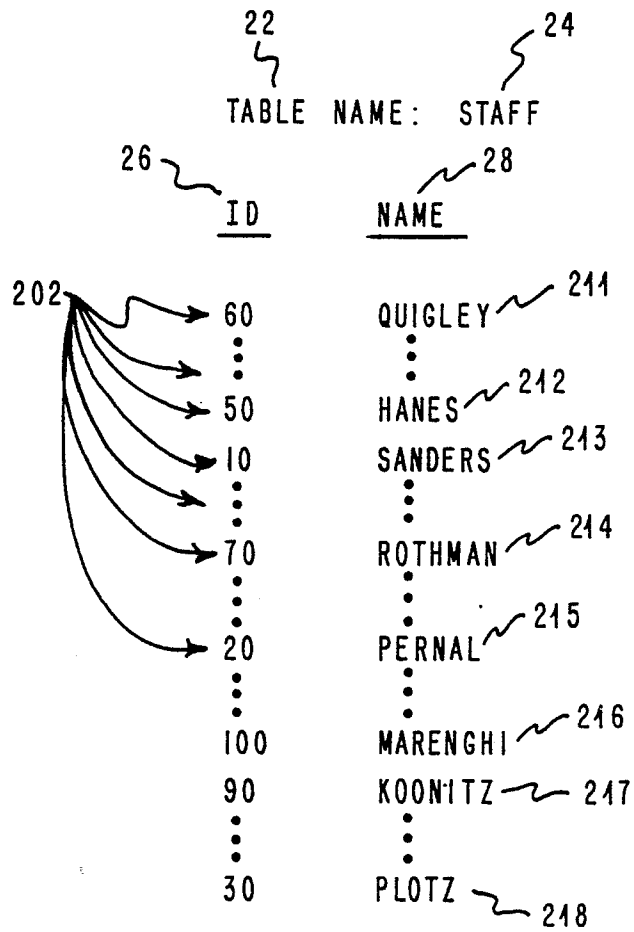 22 24
TABLE NAME: STAFF
26 28
ID NAME
202 60 QUIGLEY 211
50 HANES 212
10 SANDERS 213
70 ROTHMAN 214
20 PERNAL 215
100 MARENGHI 216
90 KOONITZ 217
30 PLOTZ 218